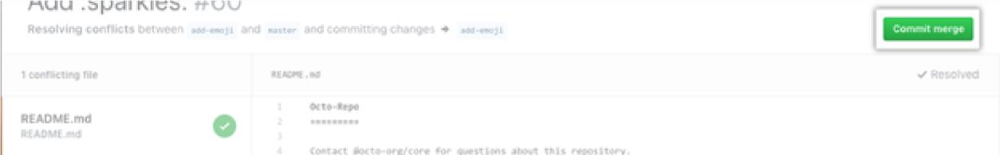 Add :sparkles: #60
Resolving conflicts between add-emoji and master and committing changes → add-emoji
Commit merge
1 conflicting file
README.md
✓ Resolved
README.md
README.md
1 Octo-Repo
2 =========
3
4 Contact @octo-org/core for questions about this repository.